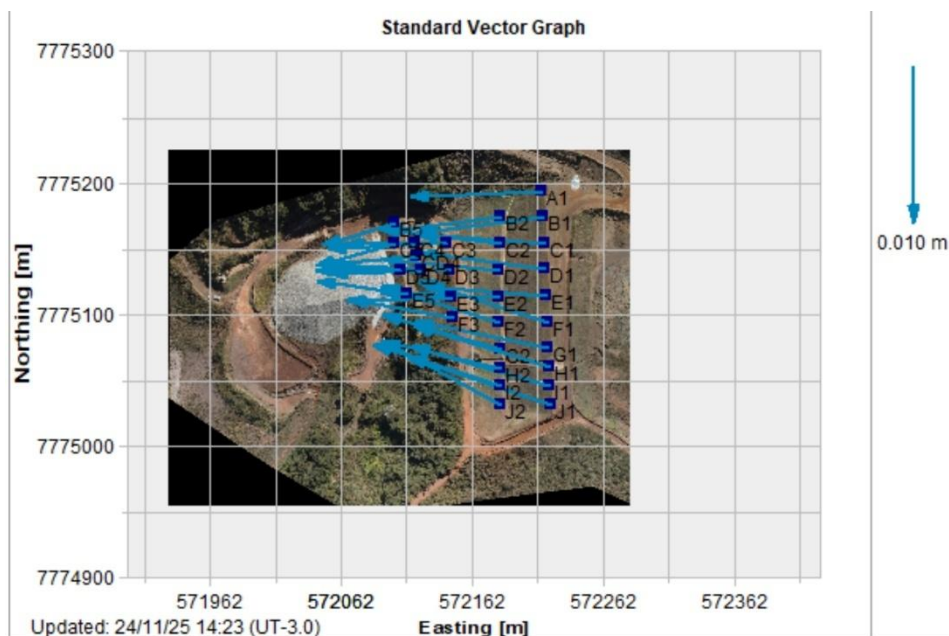 Standard Vector Graph
7775300
7775200
7775100
7775000
7774900
Northing [m]
A1
B2 B1
C4 C3 C2 C1
D4 D3 D2 D1
E5 E3 E2 E1
F3 F2 F1
G1
H2 H1
I2
J2 J1
571962 572062 572162 572262 572362
Updated: 24/11/25 14:23 (UT-3.0) Easting [m]
0.010 m